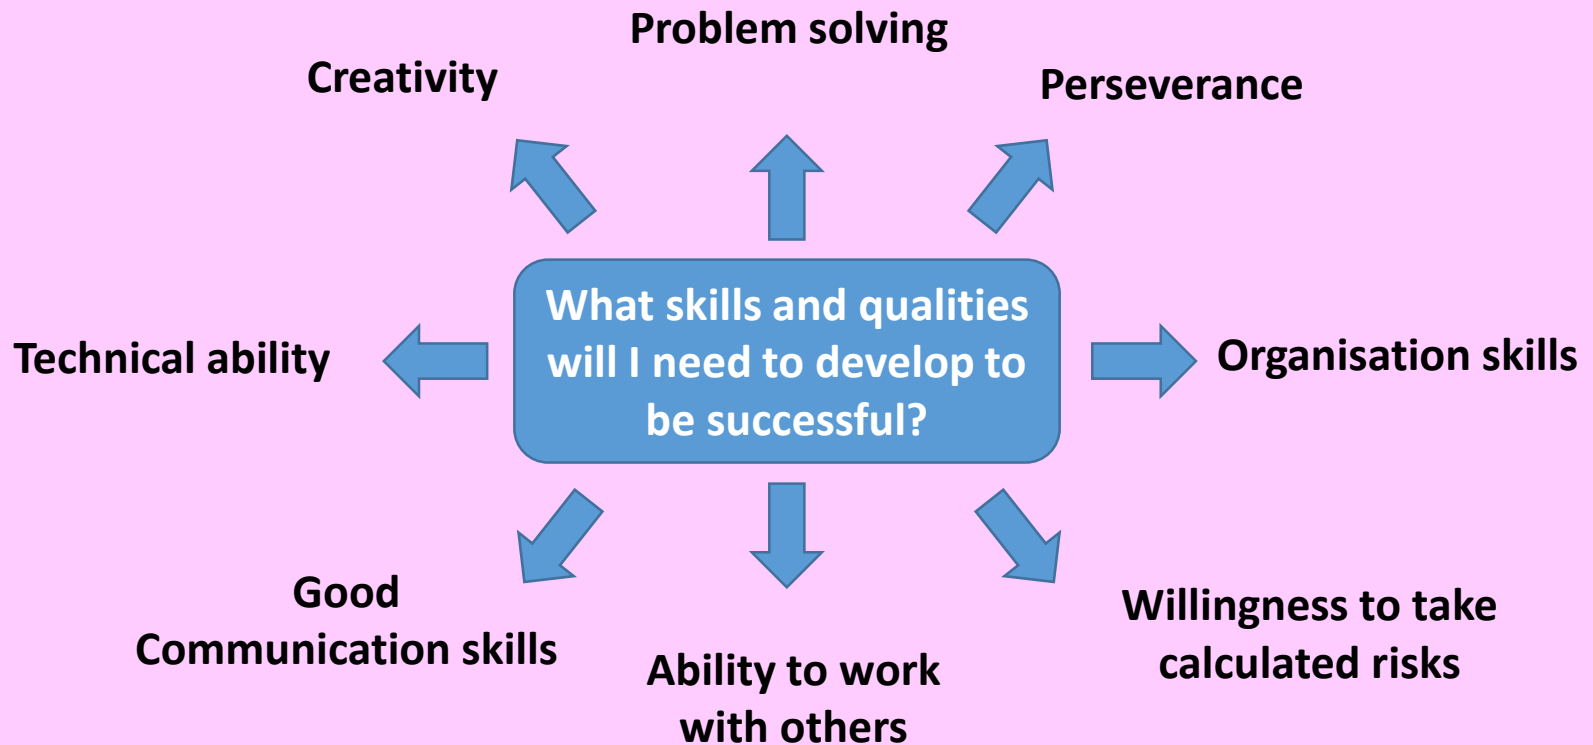 Problem solving
Creativity
Perseverance
What skills and qualities
will I need to develop to
be successful?
Technical ability
Organisation skills
Good
Communication skills
Willingness to take
calculated risks
Ability to work
with others